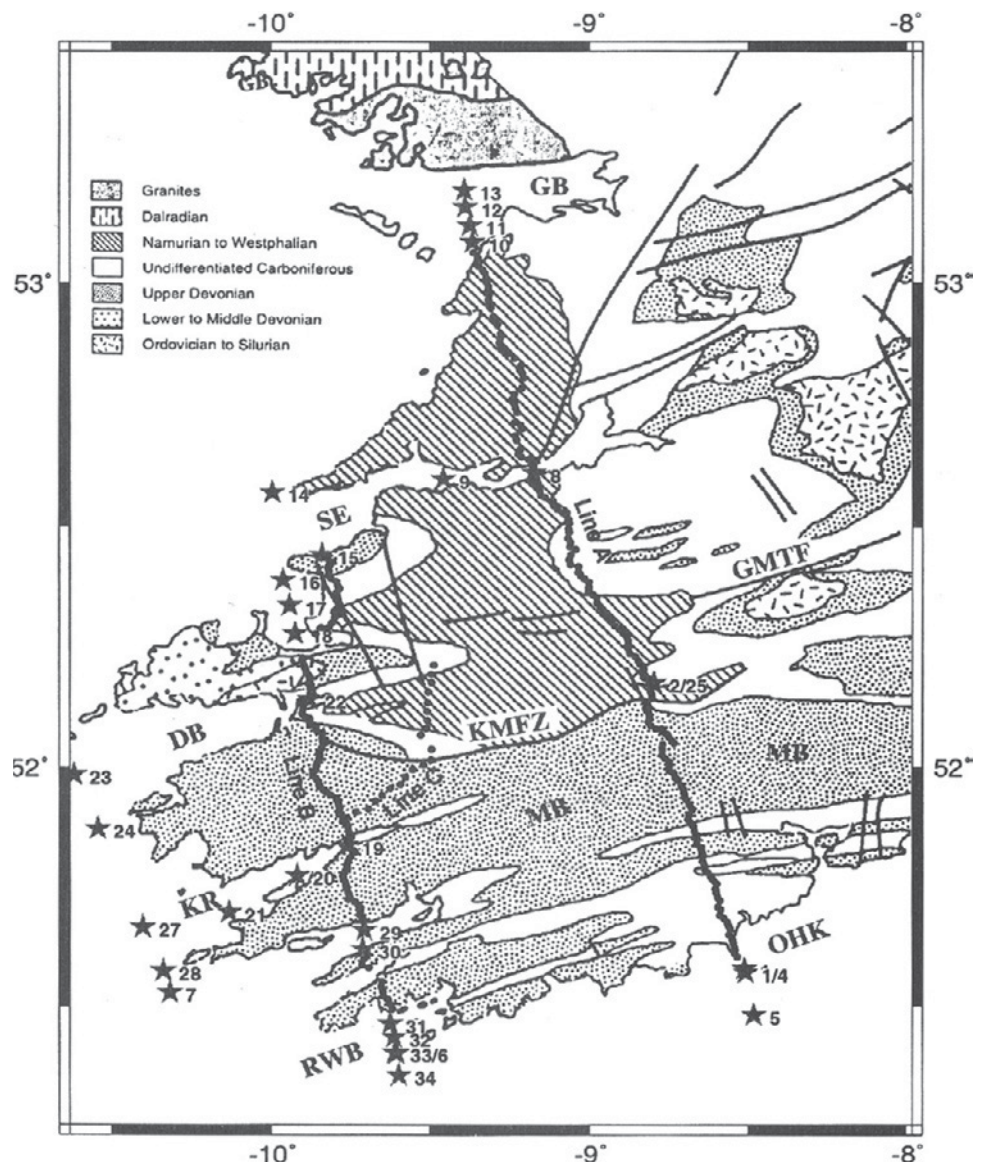 -10° -9° -8°
GB
Granites
Dalradian
Namurian to Westphalian
Undifferentiated Carboniferous
Upper Devonian
Lower to Middle Devonian
Ordovician to Silurian
GB
13
12
11
10
53° 53°
14
9
8
SE
Line A
GMTF
15
16
17
18
2/25
22
DB
KMFZ
MB
52° 52°
23
Line B
Line C
MB
24
19
20
KR
21
27
29
OHK
30
28
1/4
7
5
31
RWB
32
33/6
34
-10° -9° -8°